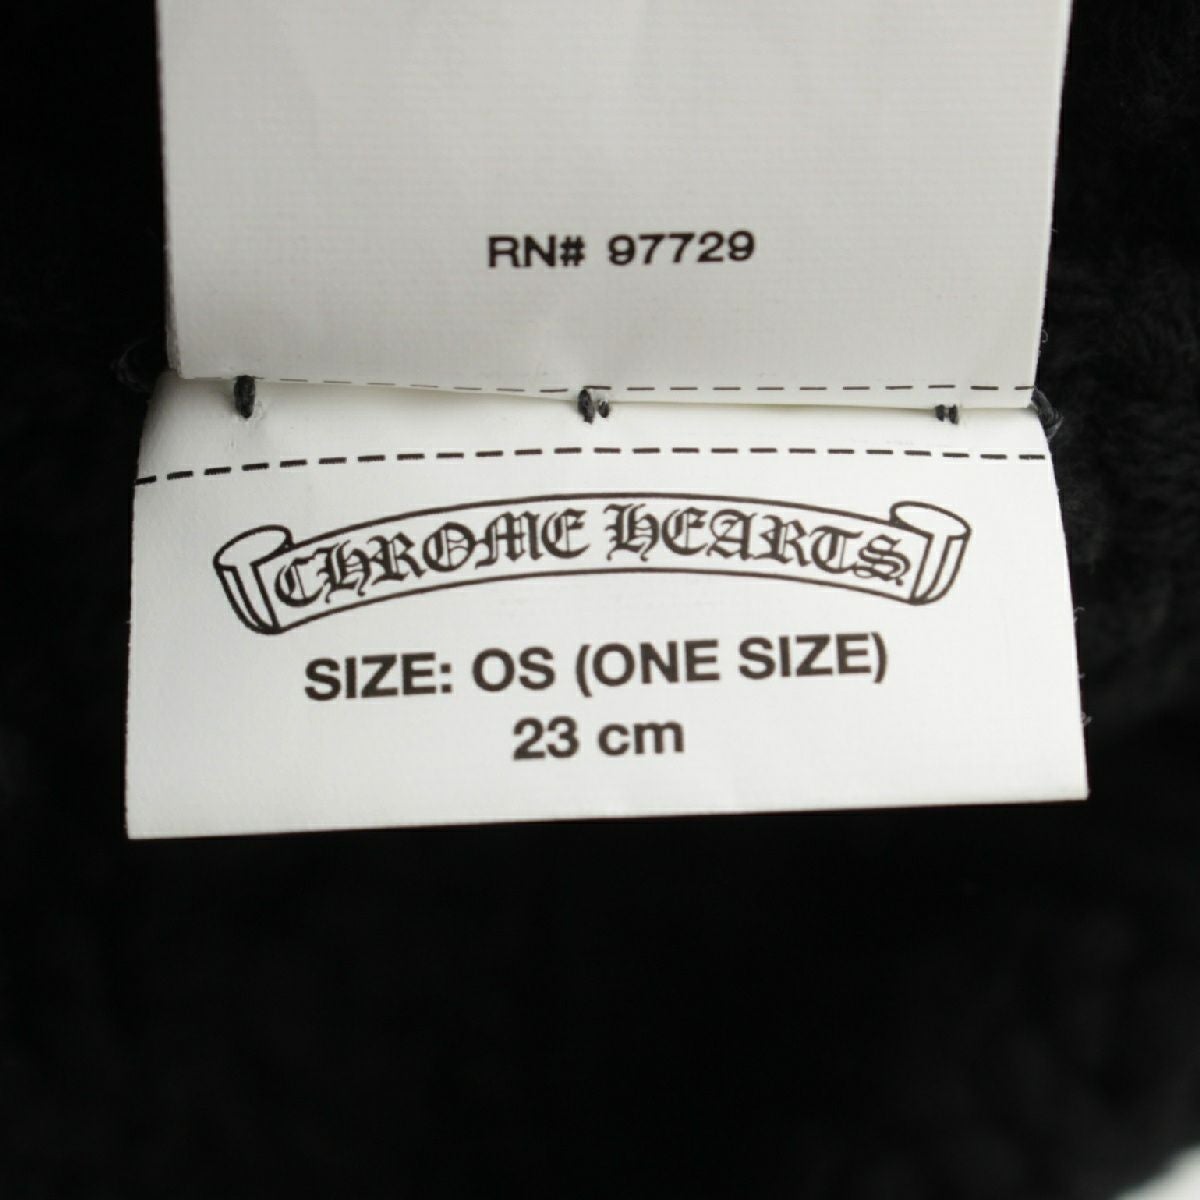 RN# 97729
CHROME HEARTS
SIZE: OS (ONE SIZE)
23 cm